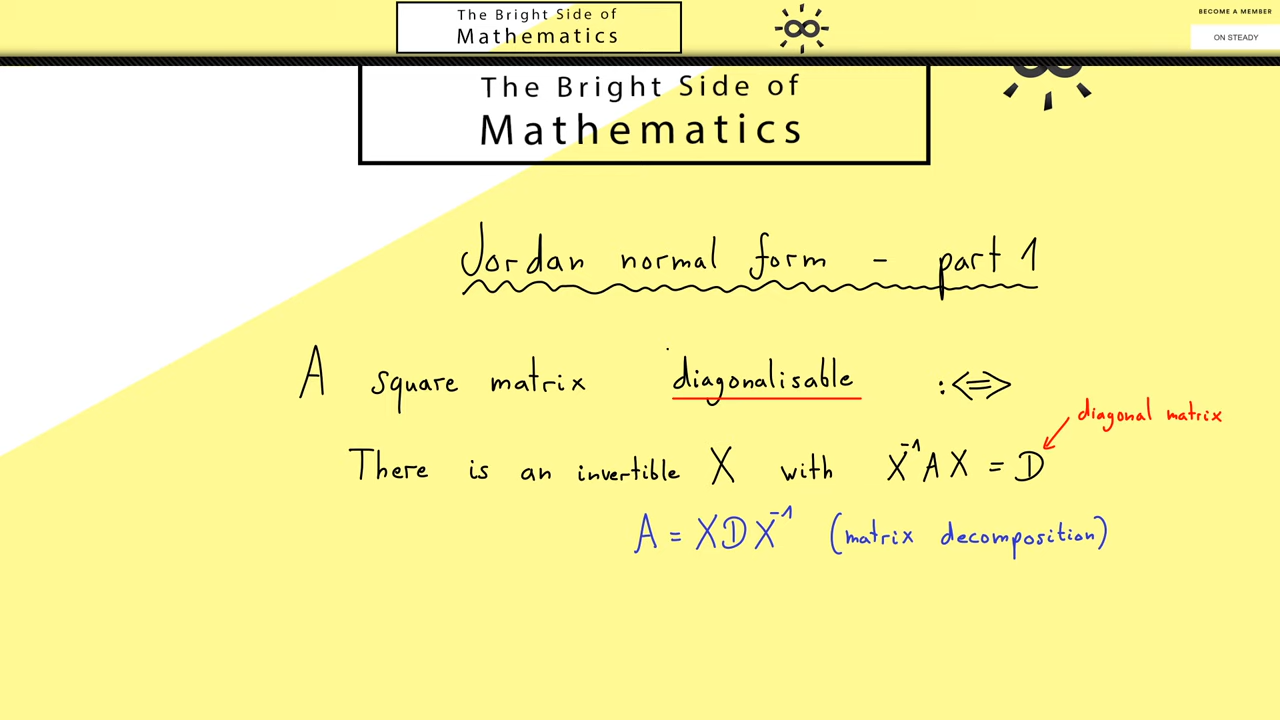 The Bright Side of
Mathematics
BECOME A MEMBER
ON STEADY
The Bright Side of
Mathematics
Jordan normal form - part 1
A square matrix diagonalisable :⟺
diagonal matrix
There is an invertible X with X⁻¹AX = D
A = XDX⁻¹ (matrix decomposition)